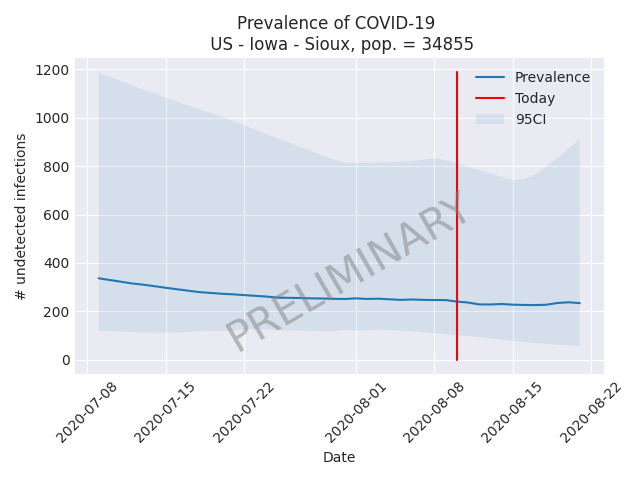 Prevalence of COVID-19
US - Iowa - Sioux, pop. = 34855
1200
1000
800
600
400
200
0
# undetected infections
Prevalence
Today
95CI
PRELIMINARY
2020-07-08
2020-07-15
2020-07-22
2020-08-01
2020-08-08
2020-08-15
2020-08-22
Date